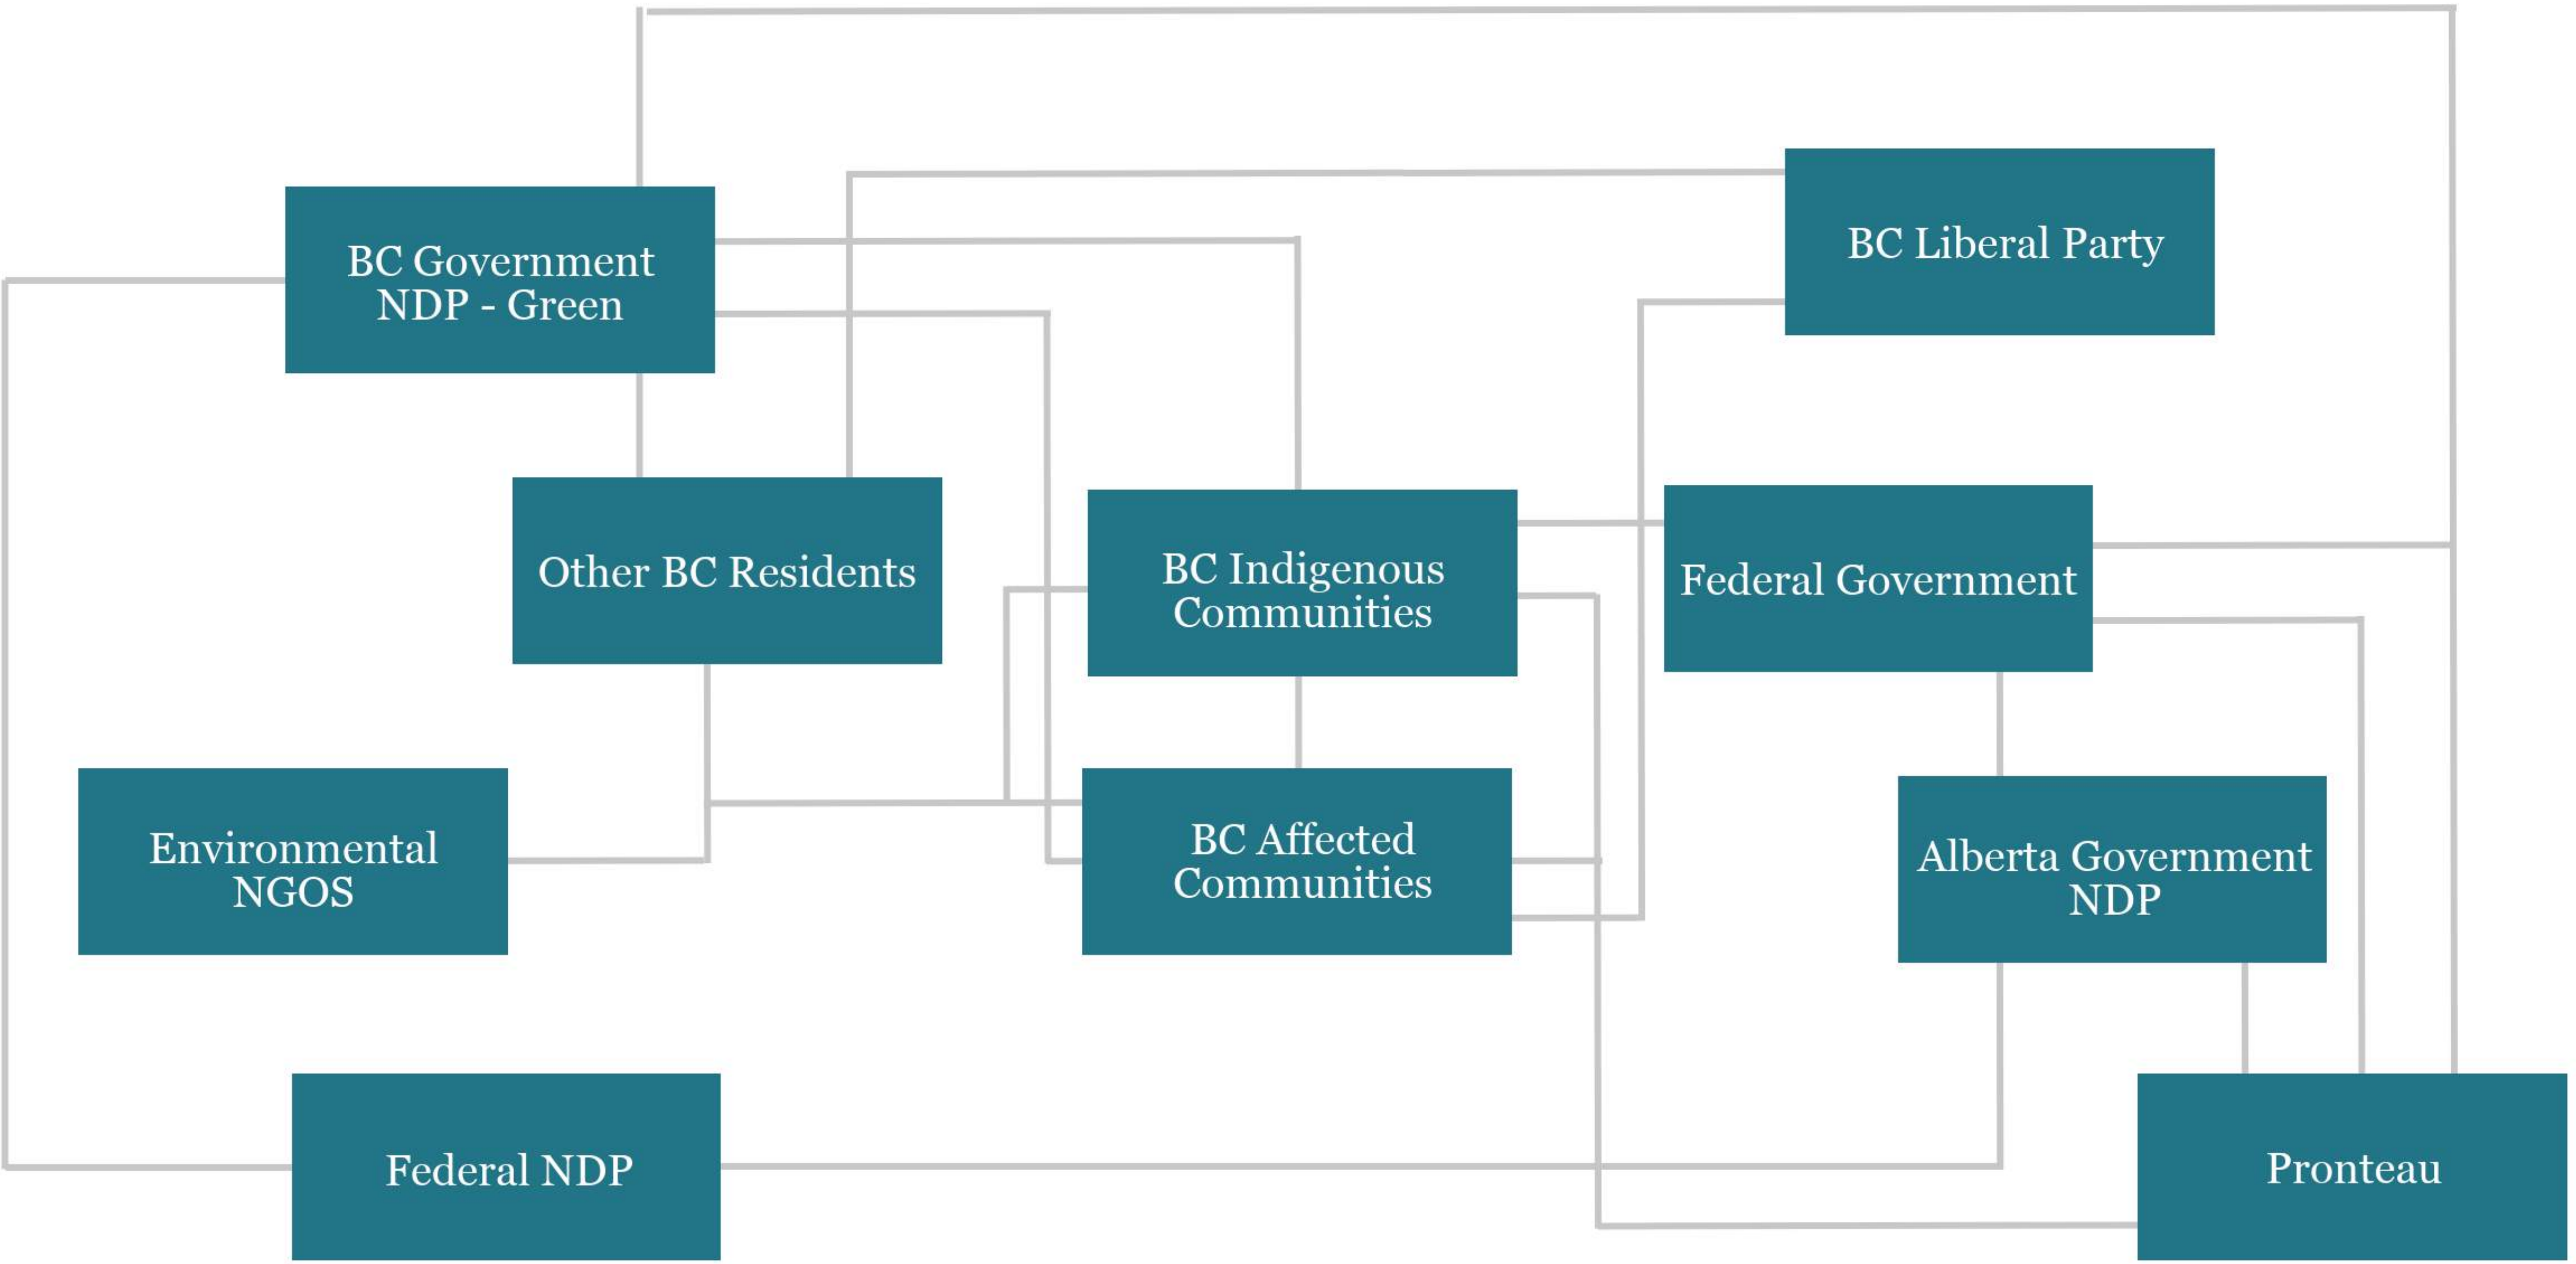 BC Government
NDP - Green
BC Liberal Party
Other BC Residents
BC Indigenous
Communities
Federal Government
Environmental
NGOS
BC Affected
Communities
Alberta Government
NDP
Federal NDP
Pronteau